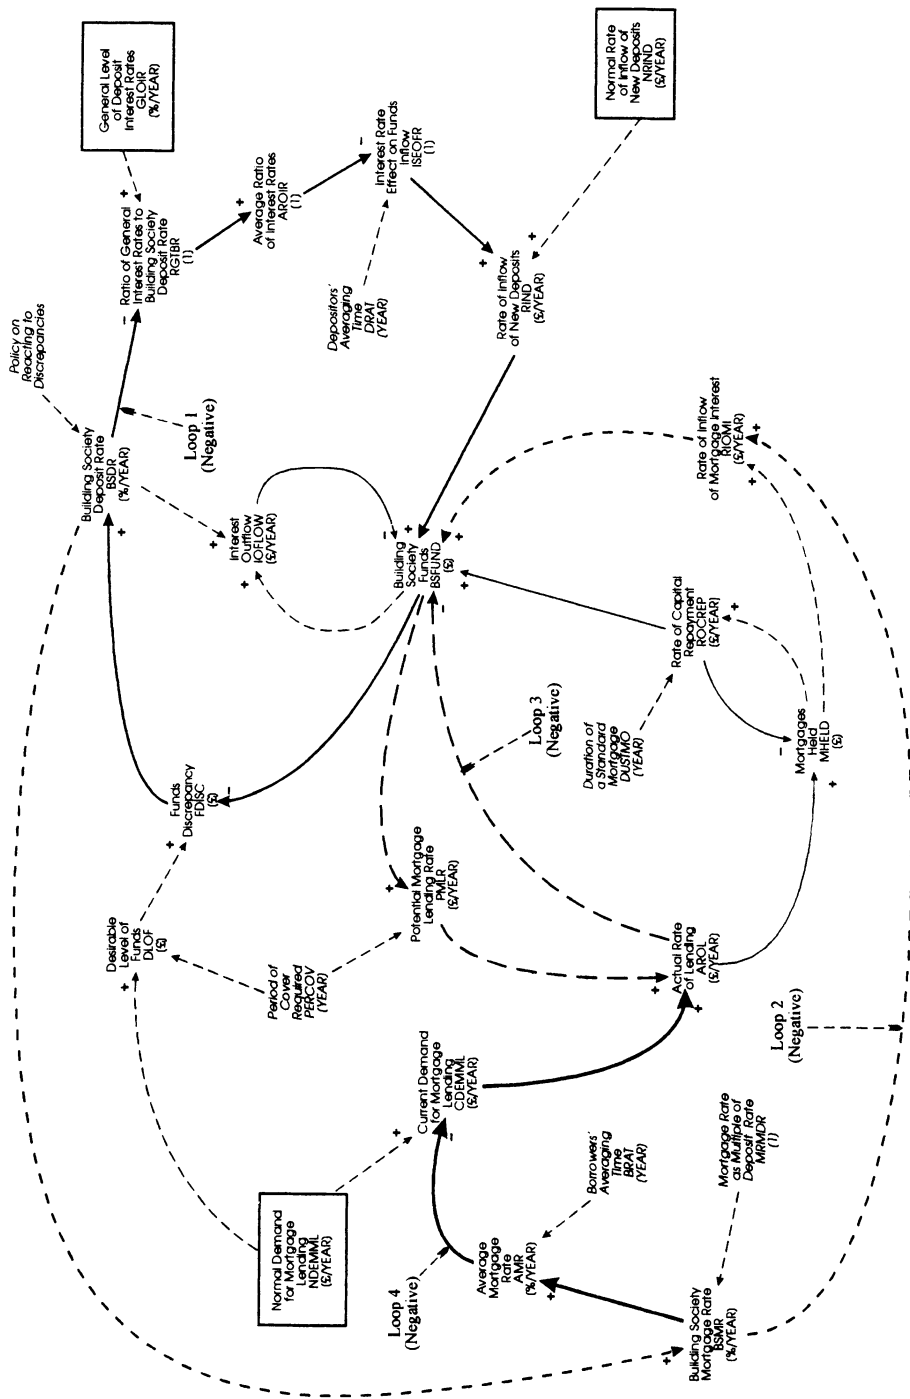 General Level
of Deposit
Interest Rates
GLOIR
(%/YEAR)
Normal Rate
of Inflow of
New Deposits
NRIND
(£/YEAR)
Policy on
Reacting to
Discrepancies
Building Society
Deposit Rate
BSDR
(%/YEAR)
+
Loop 1
(Negative)
− Ratio of General +
Interest Rates to
Building Society
Deposit Rate
RGTBR
(1)
+
Average Ratio
of Interest Rates
AROIR
(1)
−
Interest Rate
Effect on Funds
Inflow
ISEOFR
(1)
Depositors'
Averaging
Time
DRAT
(YEAR)
+
+
Rate of Inflow
of New Deposits
RIND
(£/YEAR)
+
+
Interest
Outflow
IOFLOW
(£/YEAR)
−
+
Building
Society
Funds
BSFUND
(£)
+
+
−
Rate of Inflow
of Mortgage Interest
RIOMI
(£/YEAR)
+
+
Rate of Capital
Repayment
ROCREP
(£/YEAR)
+
Duration of
a Standard
Mortgage
DUSTMO
(YEAR)
Loop 3
(Negative)
−
Mortgages
Held
MHELD
(£)
+
Funds
Discrepancy
FDISC
(£)
−
+
Desirable
Level of
Funds
DLOF
(£)
+
Period of
Cover
Required
PERCOV
(YEAR)
+
Potential Mortgage
Lending Rate
PMLR
(£/YEAR)
+
Actual Rate
of Lending
AROL
(£/YEAR)
+
Loop 2
(Negative)
Current Demand
for Mortgage
Lending
CDEMML
(£/YEAR)
+
−
Normal Demand
for Mortgage
Lending
NDEMML
(£/YEAR)
Loop 4
(Negative)
Average
Mortgage
Rate
AMR
(%/YEAR)
+
Borrowers'
Averaging
Time
BRAT
(YEAR)
Mortgage Rate
as Multiple of
Deposit Rate
MRMDR
(1)
+
Building Society
Mortgage Rate
BSMR
(%/YEAR)